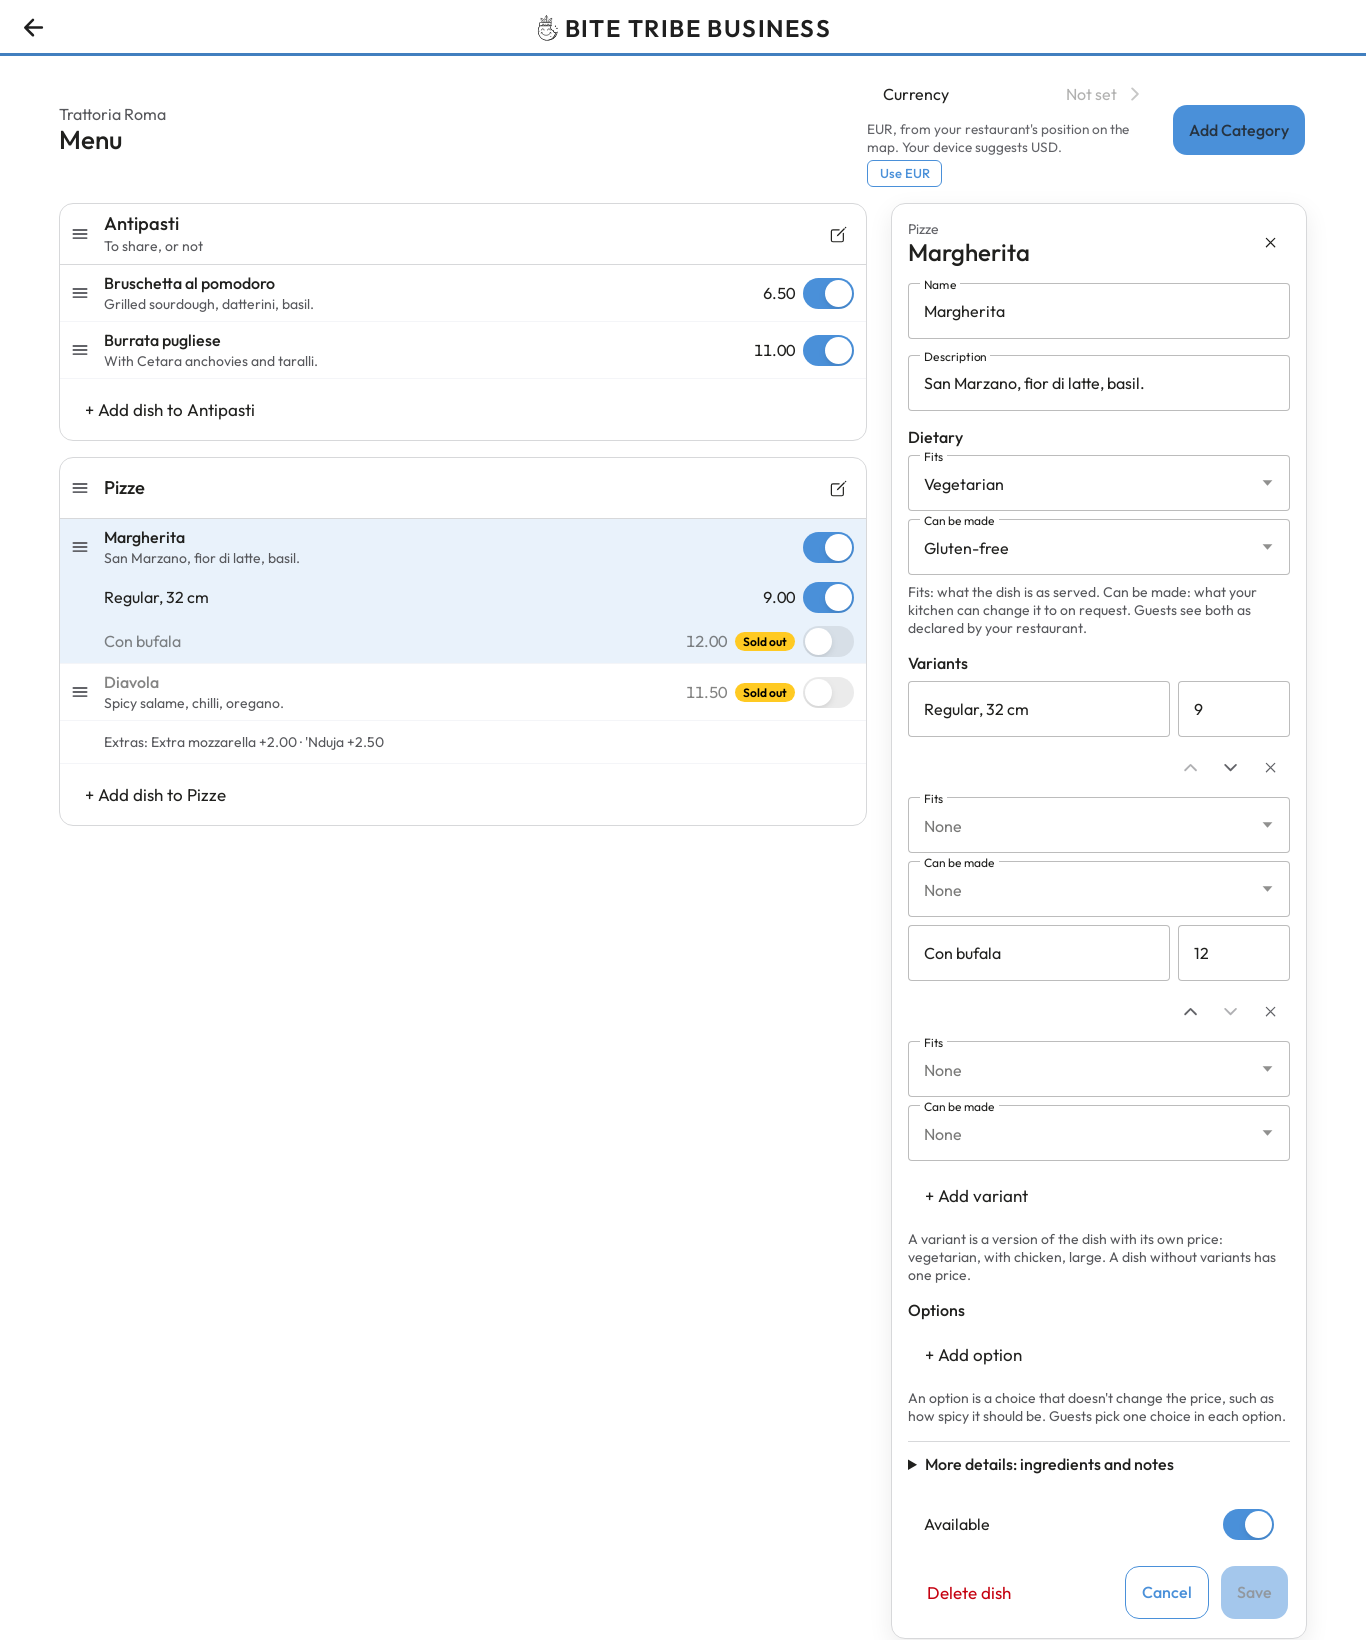 BITE TRIBE BUSINESS
Trattoria Roma
Menu
Currency
Not set
EUR, from your restaurant's position on the
map. Your device suggests USD.
Use EUR
Add Category
Antipasti
To share, or not
Bruschetta al pomodoro
Grilled sourdough, datterini, basil.
6.50
Burrata pugliese
With Cetara anchovies and taralli.
11.00
+ Add dish to Antipasti
Pizze
Margherita
San Marzano, fior di latte, basil.
Regular, 32 cm
9.00
Con bufala
12.00
Sold out
Diavola
Spicy salame, chilli, oregano.
11.50
Sold out
Extras: Extra mozzarella +2.00 · 'Nduja +2.50
+ Add dish to Pizze
Pizze
Margherita
Name
Margherita
Description
San Marzano, fior di latte, basil.
Dietary
Fits
Vegetarian
Can be made
Gluten-free
Fits: what the dish is as served. Can be made: what your
kitchen can change it to on request. Guests see both as
declared by your restaurant.
Variants
Regular, 32 cm
9
Fits
None
Can be made
None
Con bufala
12
Fits
None
Can be made
None
+ Add variant
A variant is a version of the dish with its own price:
vegetarian, with chicken, large. A dish without variants has
one price.
Options
+ Add option
An option is a choice that doesn't change the price, such as
how spicy it should be. Guests pick one choice in each option.
More details: ingredients and notes
Available
Delete dish
Cancel
Save